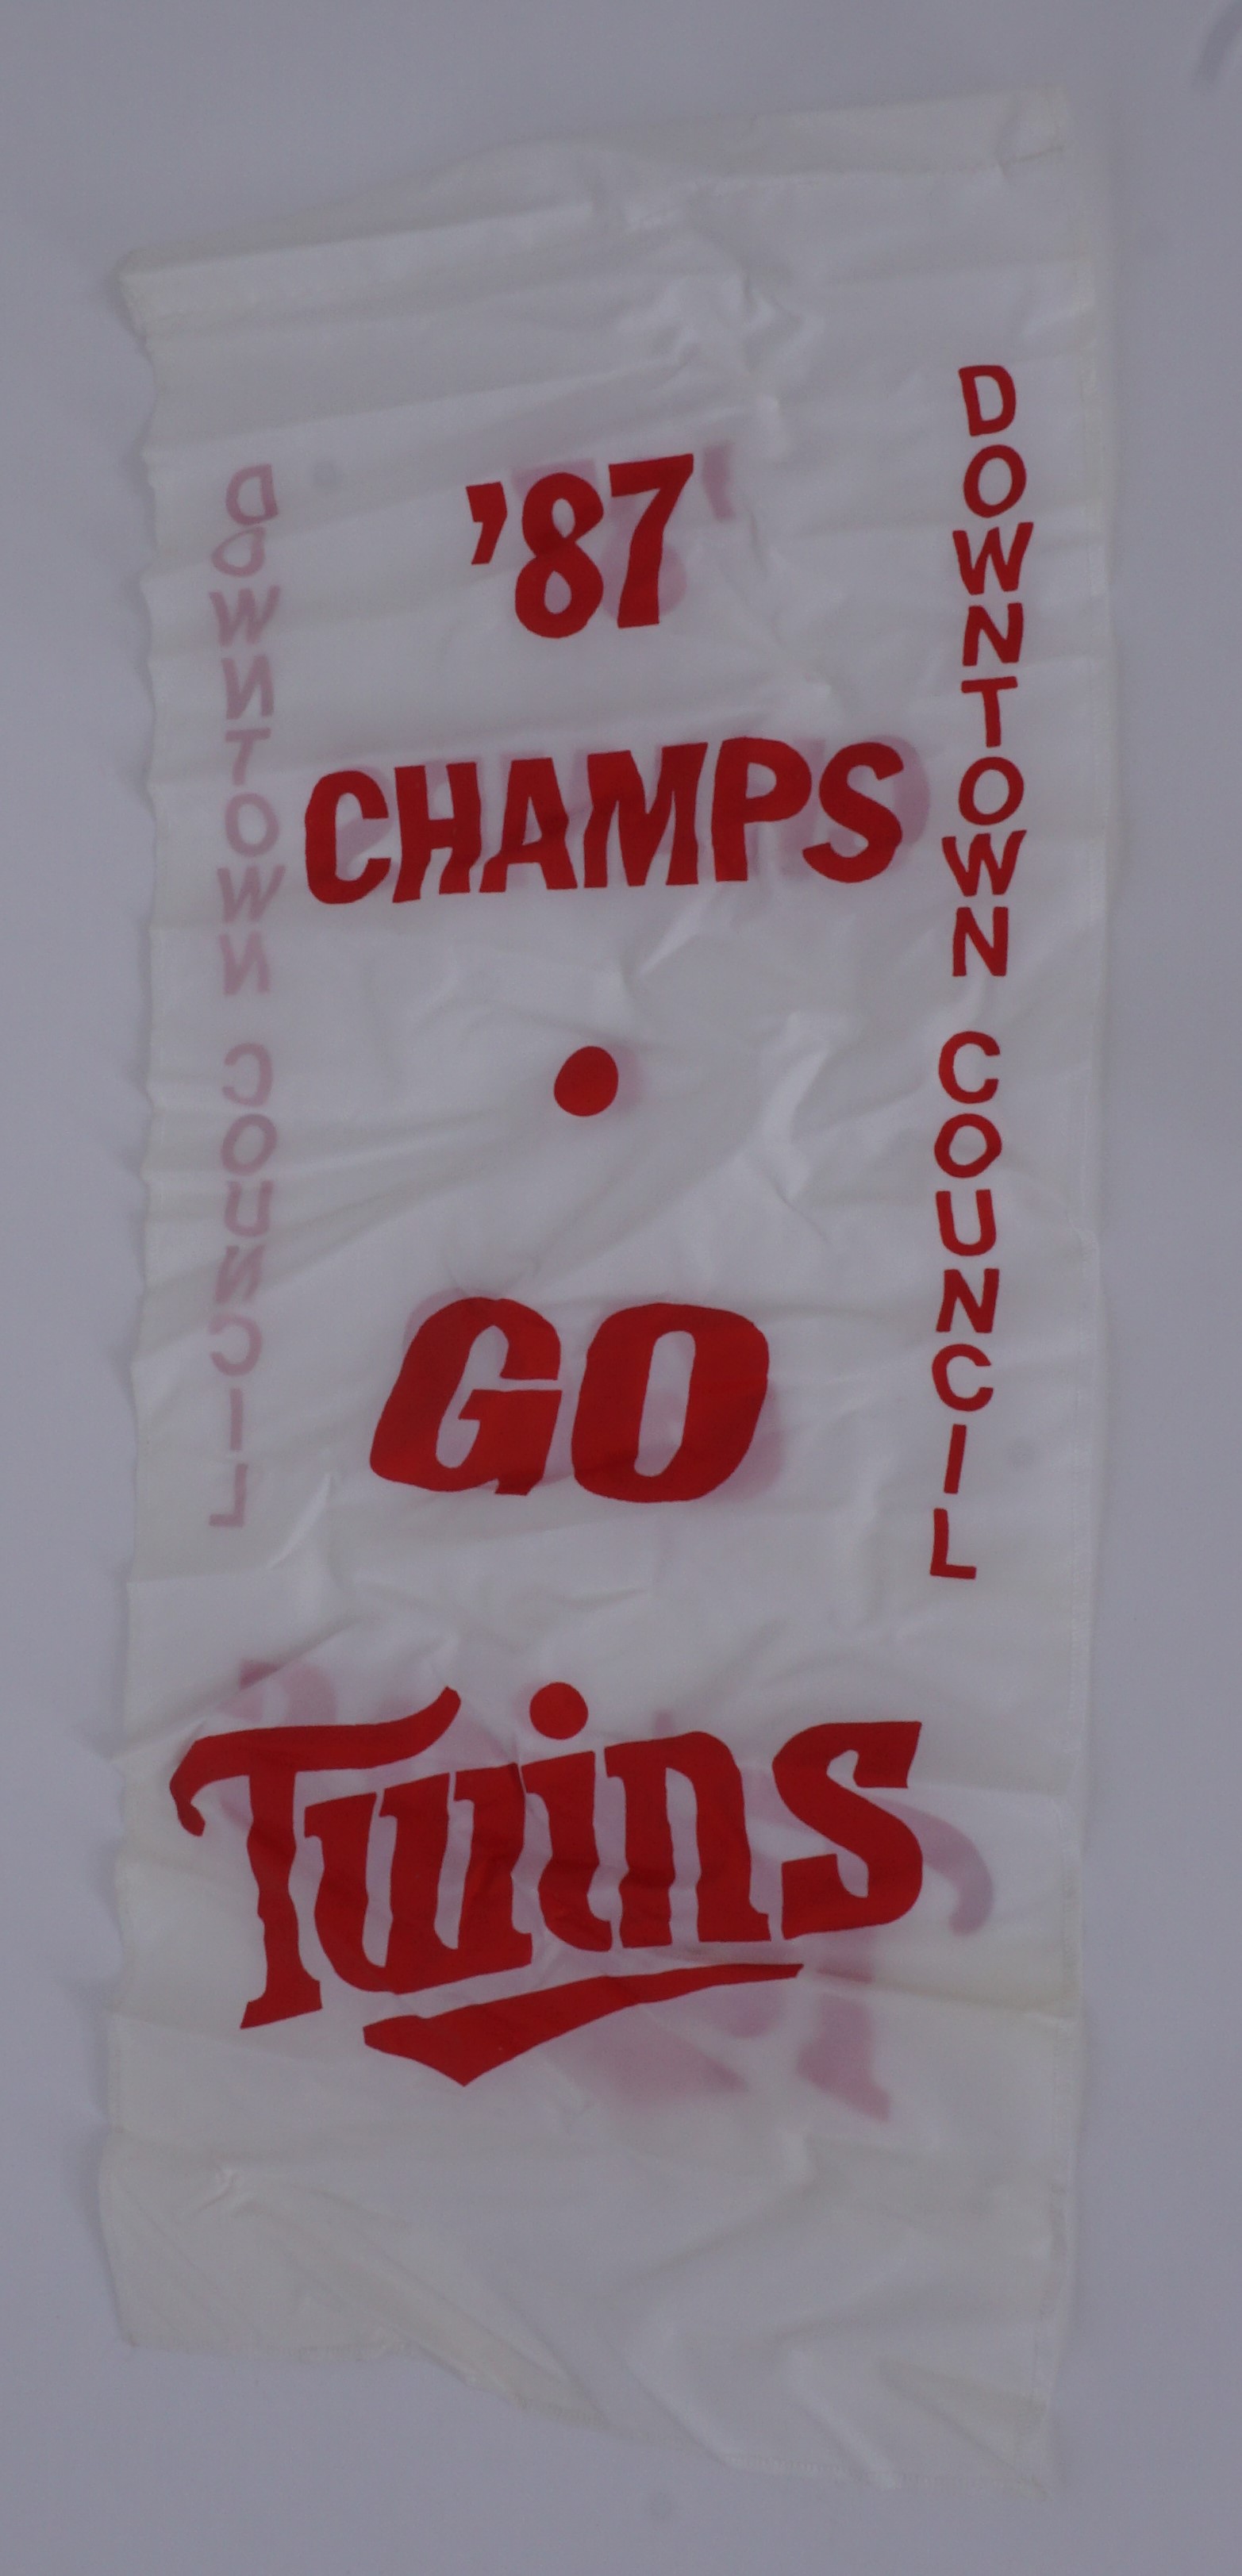 '87
CHAMPS
•
GO
Twins
DOWNTOWN COUNCIL